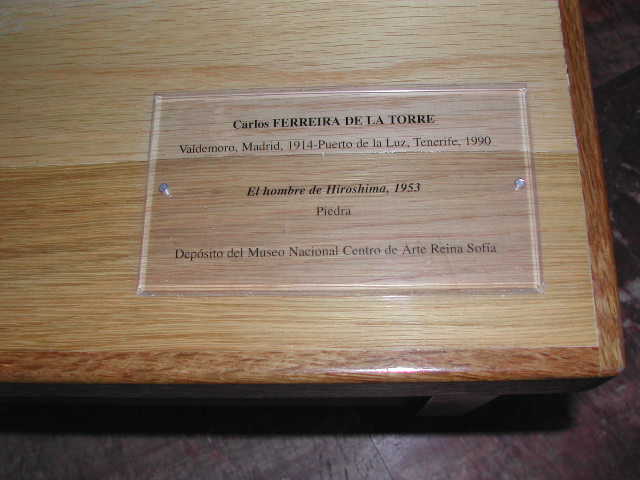 Carlos FERREIRA DE LA TORRE
Valdemoro, Madrid, 1914-Puerto de la Luz, Tenerife, 1990
El hombre de Hiroshima, 1953
Piedra
Depósito del Museo Nacional Centro de Arte Reina Sofía